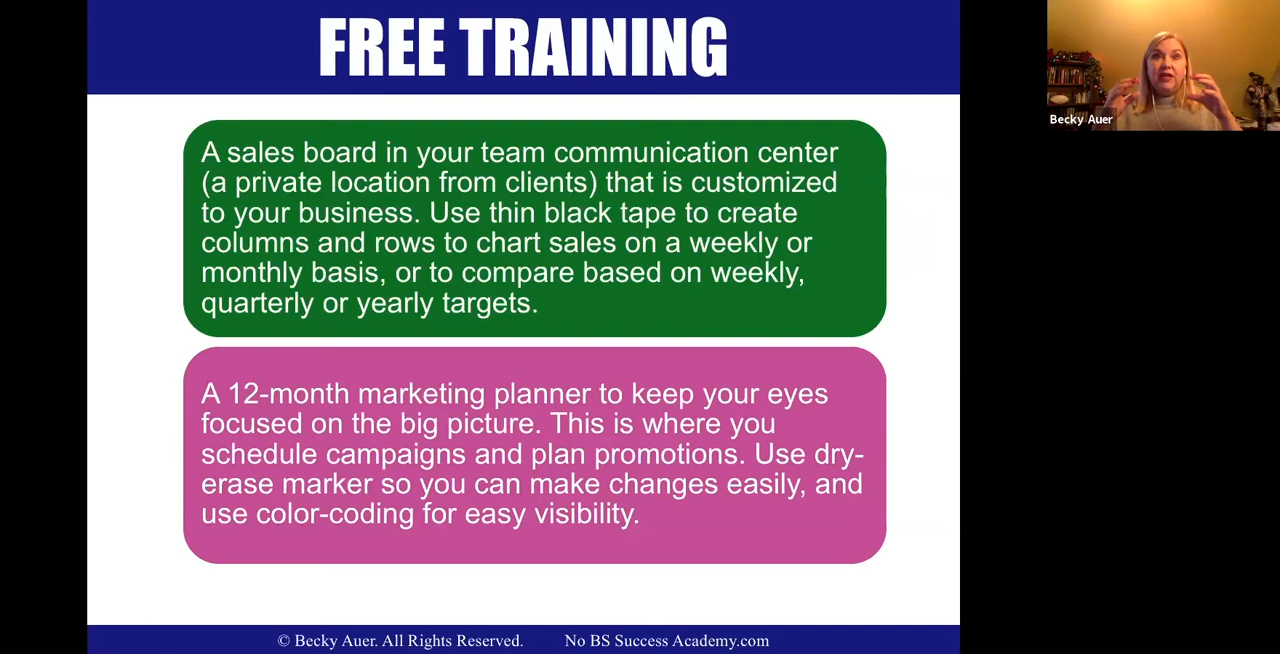 FREE TRAINING
A sales board in your team communication center
(a private location from clients) that is customized
to your business. Use thin black tape to create
columns and rows to chart sales on a weekly or
monthly basis, or to compare based on weekly,
quarterly or yearly targets.
A 12-month marketing planner to keep your eyes
focused on the big picture. This is where you
schedule campaigns and plan promotions. Use dry-
erase marker so you can make changes easily, and
use color-coding for easy visibility.
© Becky Auer. All Rights Reserved. No BS Success Academy.com
Becky Auer